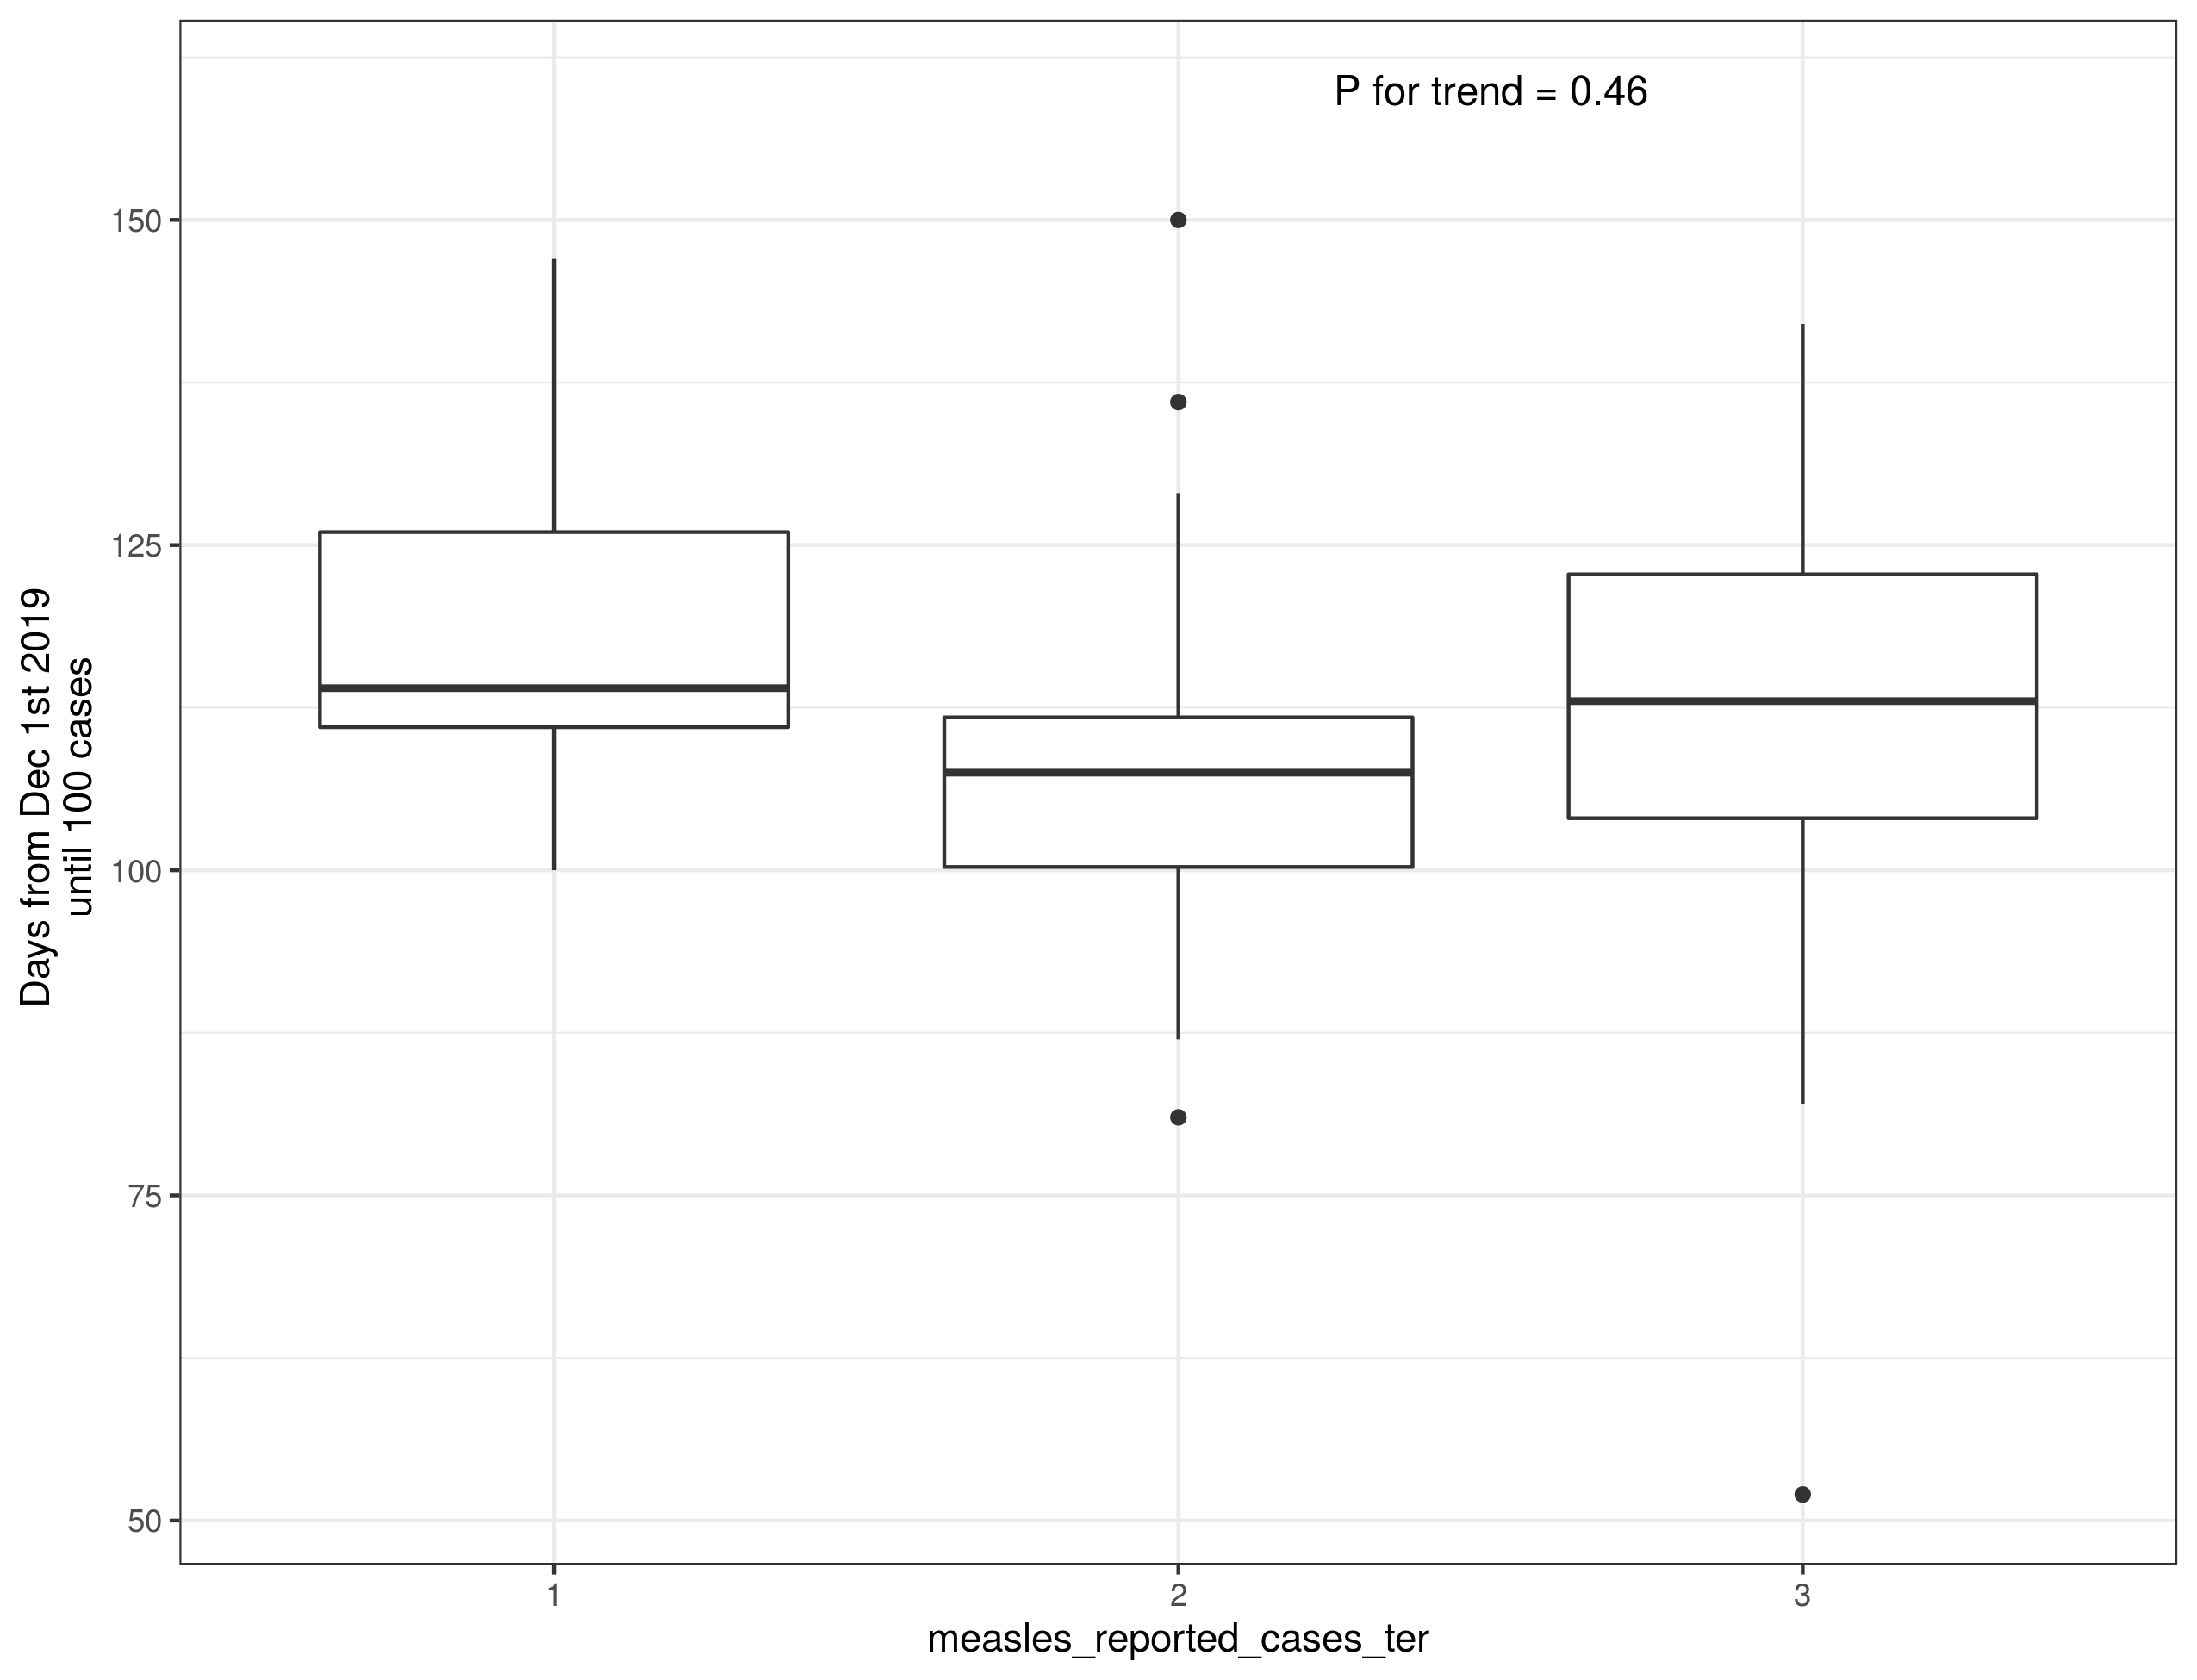 P for trend = 0.46
150
125
100
75
50
Days from Dec 1st 2019
until 100 cases
1
2
3
measles_reported_cases_ter